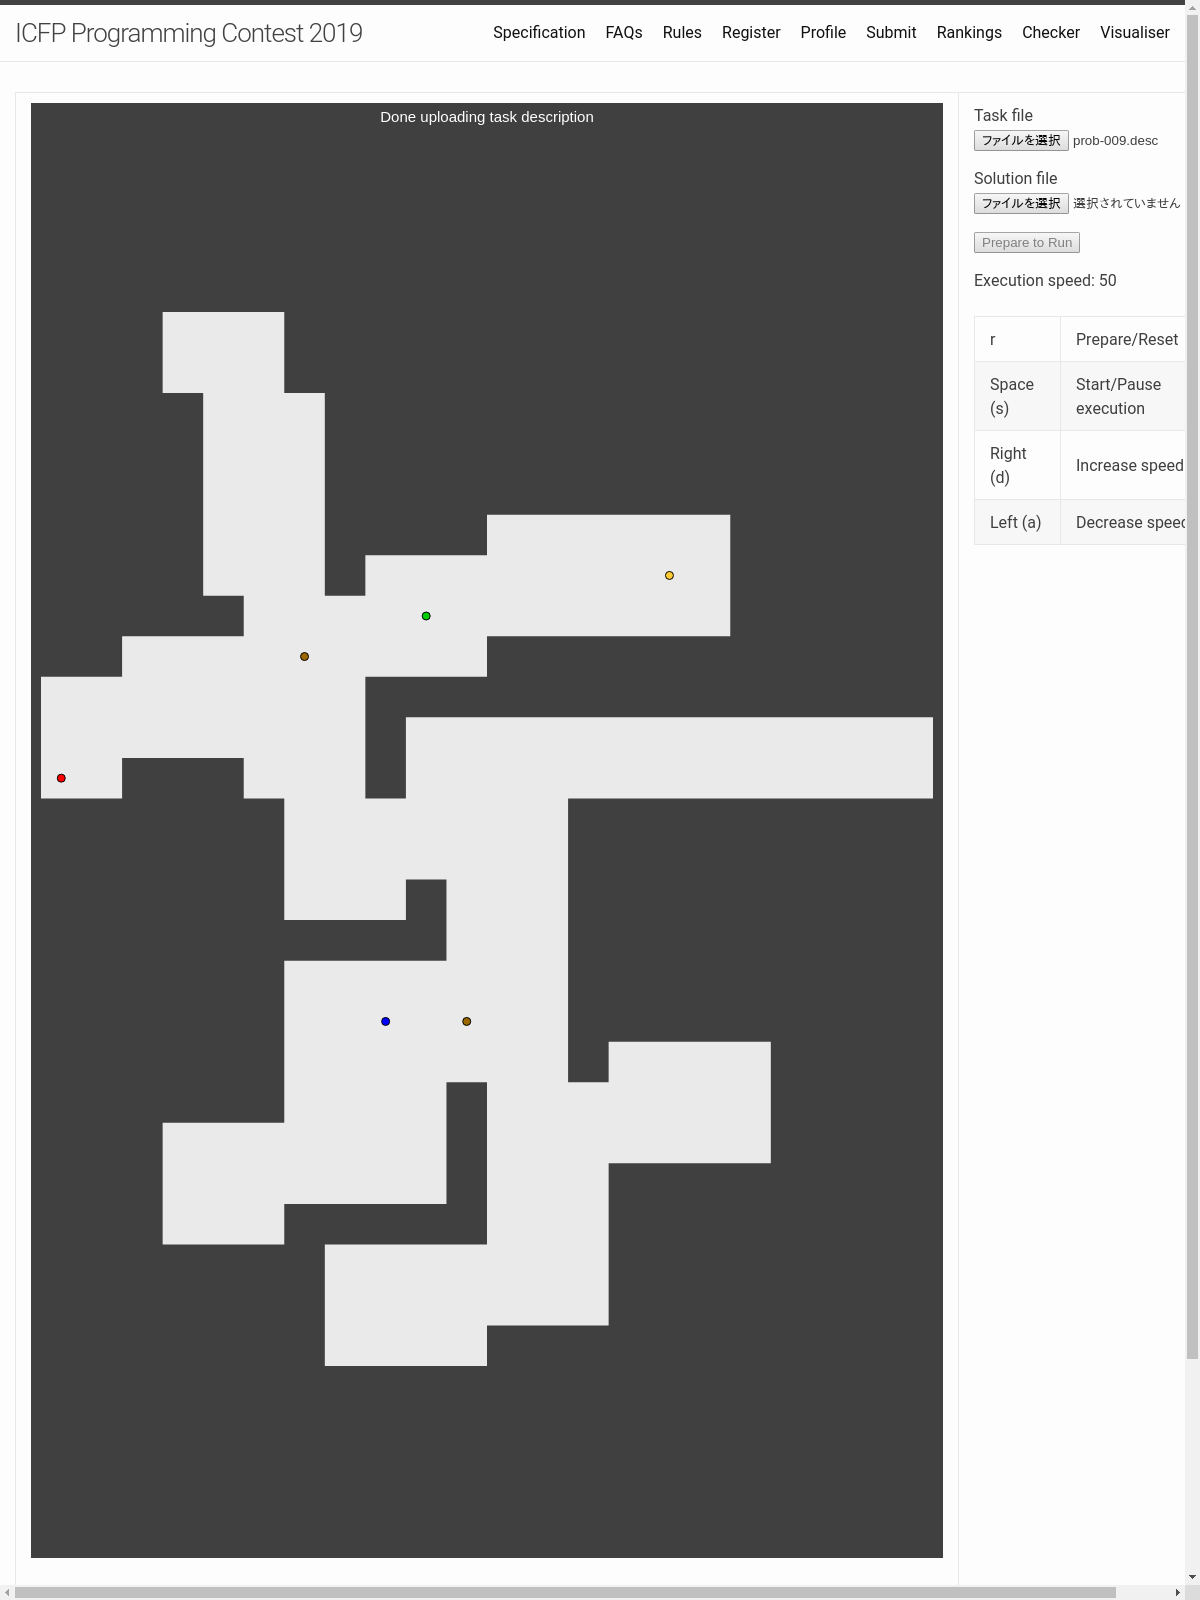 ICFP Programming Contest 2019
Specification FAQs Rules Register Profile Submit Rankings Checker Visualiser
Done uploading task description
Task file
ファイルを選択 prob-009.desc
Solution file
ファイルを選択 選択されていません
Prepare to Run
Execution speed: 50
r Prepare/Reset
Space Start/Pause
(s) execution
Right
(d) Increase speed
Left (a) Decrease speed